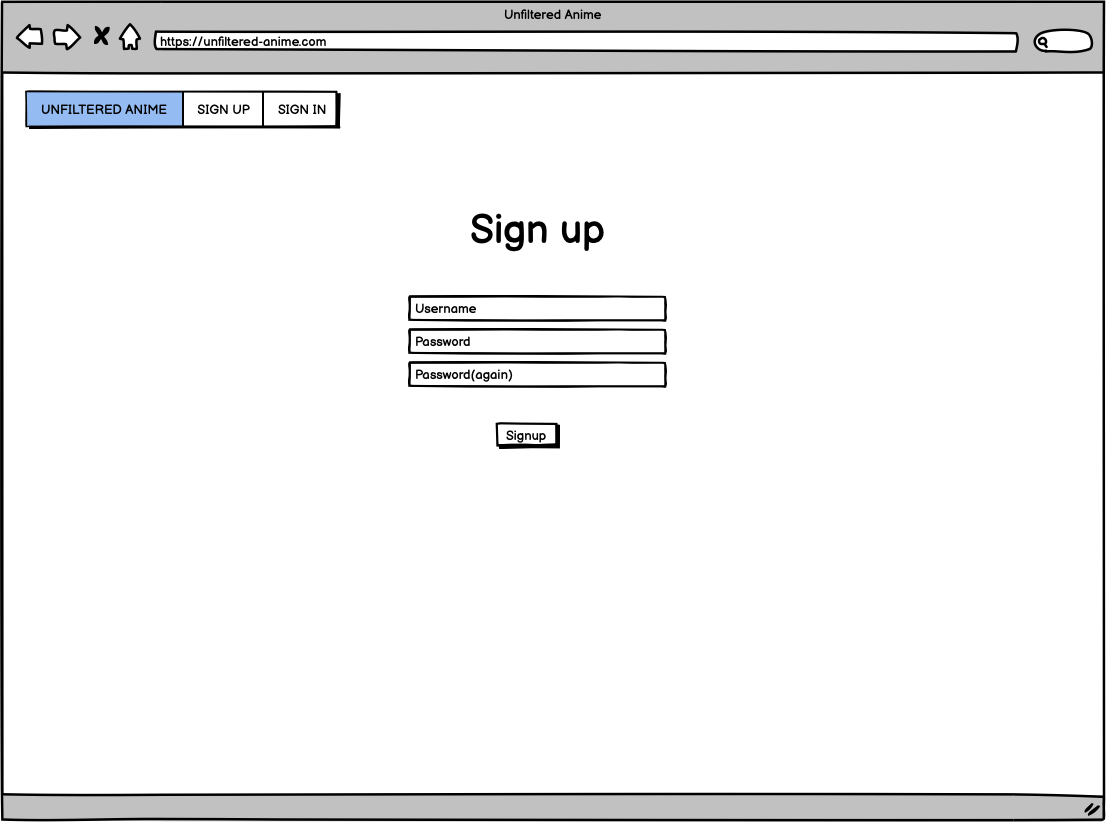 Unfiltered Anime
https://unfiltered-anime.com
UNFILTERED ANIME SIGN UP SIGN IN
Sign up
Username
Password
Password(again)
Signup